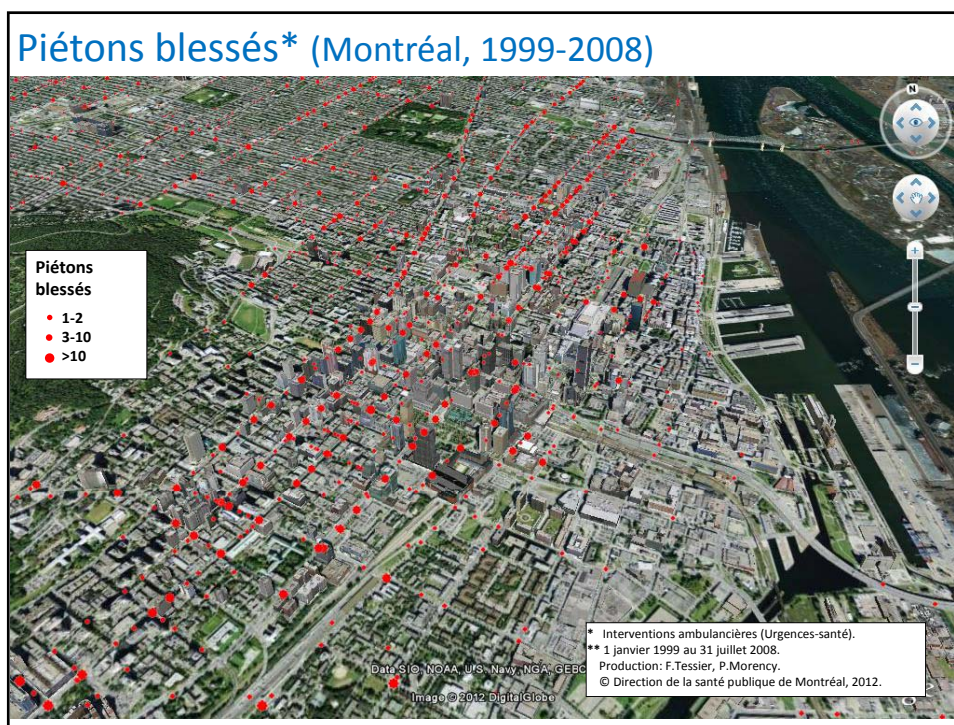 Piétons blessés* (Montréal, 1999-2008)
N
Piétons
blessés
1-2
3-10
>10
* Interventions ambulancières (Urgences-santé).
** 1 janvier 1999 au 31 juillet 2008.
Production: F.Tessier, P.Morency.
© Direction de la santé publique de Montréal, 2012.
Data SIO, NOAA, U.S. Navy, NGA, GEBC
Image © 2012 DigitalGlobe